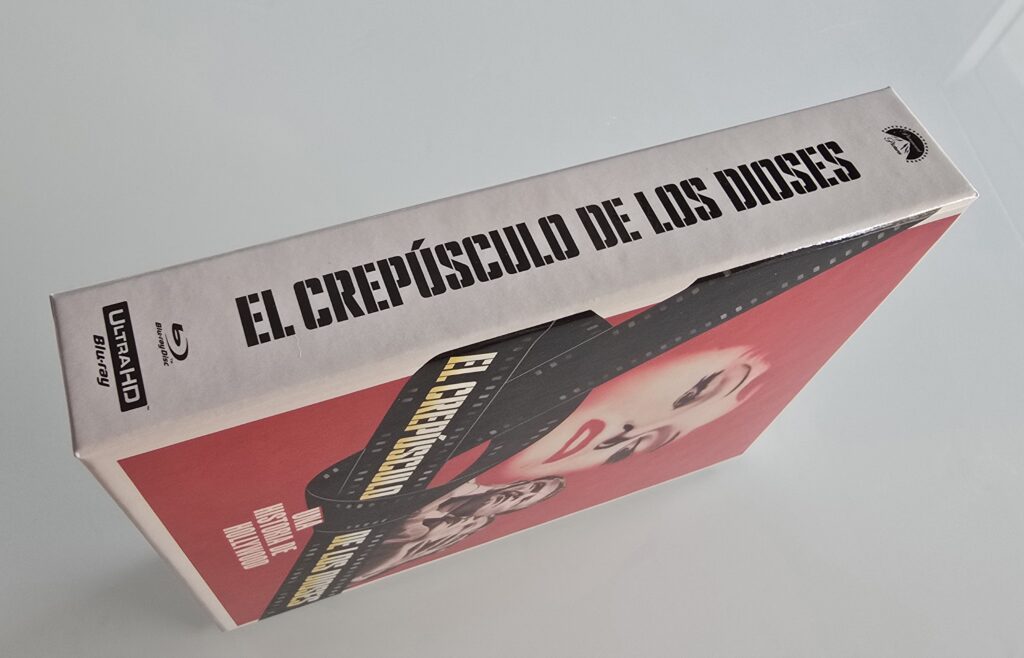 ULTRA HD
Blu-ray
Blu-ray Disc
EL CREPÚSCULO DE LOS DIOSES
EL CREPÚSCULO
DE LOS DIOSES
UNA
HISTORIA DE
HOLLYWOOD